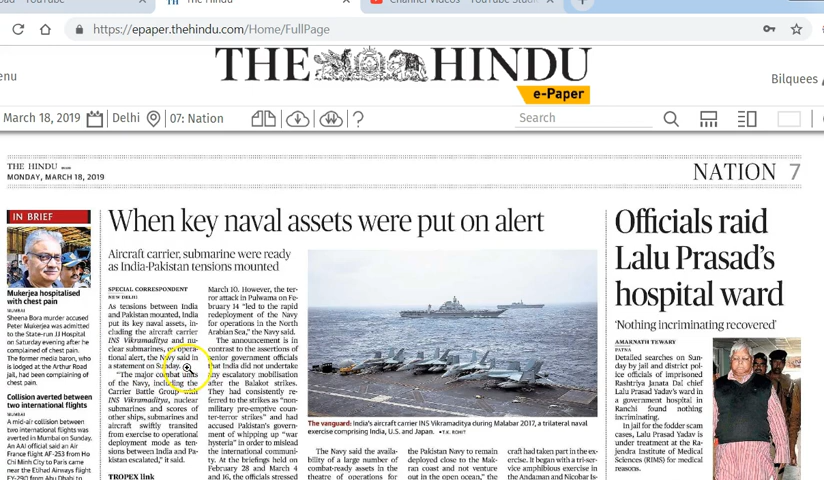 YouTube
The Hindu
Channel videos - YouTube Studio
https://epaper.thehindu.com/Home/FullPage
THE HINDU
e-Paper
enu
Bilquees
March 18, 2019
Delhi
07: Nation
?
Search
THE HINDU
MONDAY, MARCH 18, 2019
NATION 7
IN BRIEF
Mukerjea hospitalised
with chest pain
MUMBAI
Sheena Bora murder accused
Peter Mukerjea was admitted
to the State-run JJ Hospital
on Saturday evening after he
complained of chest pain.
The former media baron, who
is lodged at the Arthur Road
jail, had been complaining of
chest pain.
Collision averted between
two international flights
MUMBAI
A mid-air collision between
two international flights was
averted in Mumbai on Sunday.
An AAI official said an Air
France flight AF-253 from Ho
Chi Minh City to Paris came
near the Etihad Airways flight
EY-290 from Abu Dhabi to
When key naval assets were put on alert
Aircraft carrier, submarine were ready
as India-Pakistan tensions mounted
SPECIAL CORRESPONDENT
NEW DELHI
As tensions between India
and Pakistan mounted, India
put its key naval assets, in-
cluding the aircraft carrier
INS Vikramaditya and nu-
clear submarines, on opera-
tional alert, the Navy said in
a statement on Sunday.
“The major combat units
of the Navy, including the
Carrier Battle Group with
INS Vikramaditya, nuclear
submarines and scores of
other ships, submarines and
aircraft swiftly transited
from exercise to operational
deployment mode as ten-
sions between India and Pa-
kistan escalated,” it said.
TROPEX link
March 10. However, the ter-
ror attack in Pulwama on Fe-
bruary 14 “led to the rapid
redeployment of the Navy
for operations in the North
Arabian Sea,” the Navy said.
The announcement is in
contrast to the assertions of
senior government officials
that India did not undertake
any escalatory mobilisation
after the Balakot strikes.
They had consistently re-
ferred to the strikes as “non-
military pre-emptive coun-
ter-terror strikes” and had
accused Pakistan's govern-
ment of whipping up “war
hysteria” in order to mislead
the international communi-
ty. At the briefings held on
February 28 and March 4
and 16, the officials stressed
The vanguard: India's aircraft carrier INS Vikramaditya during Malabar 2017, a trilateral naval
exercise comprising India, U.S. and Japan. • T.K. ROHIT
The Navy said the availa-
bility of a large number of
combat-ready assets in the
theatre of operations for
the Pakistan Navy to remain
deployed close to the Mak-
ran coast and not venture
out in the open ocean,” the
craft had taken part in the exer-
cise. It began with a tri-ser-
vice amphibious exercise in
the Andaman and Nicobar Is-
Officials raid
Lalu Prasad’s
hospital ward
‘Nothing incriminating recovered’
AMARNATH TEWARY
PATNA
Detailed searches on Sun-
day by jail and district pol-
ice officials of imprisoned
Rashtriya Janata Dal chief
Lalu Prasad Yadav's ward in
a government hospital in
Ranchi found nothing
incriminating.
In jail for the fodder scam
cases, Lalu Prasad Yadav is
under treatment at the Ra-
jendra Institute of Medical
Sciences (RIMS) for medical
reasons.